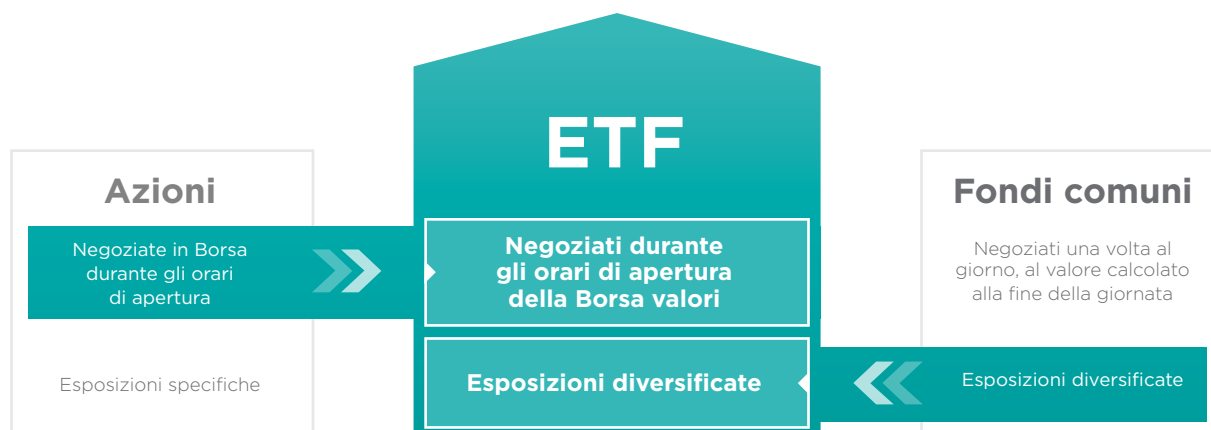 ETF
Azioni
Negoziate in Borsa
durante gli orari
di apertura
Esposizioni specifiche
Negoziati durante
gli orari di apertura
della Borsa valori
Esposizioni diversificate
Fondi comuni
Negoziati una volta al
giorno, al valore calcolato
alla fine della giornata
Esposizioni diversificate